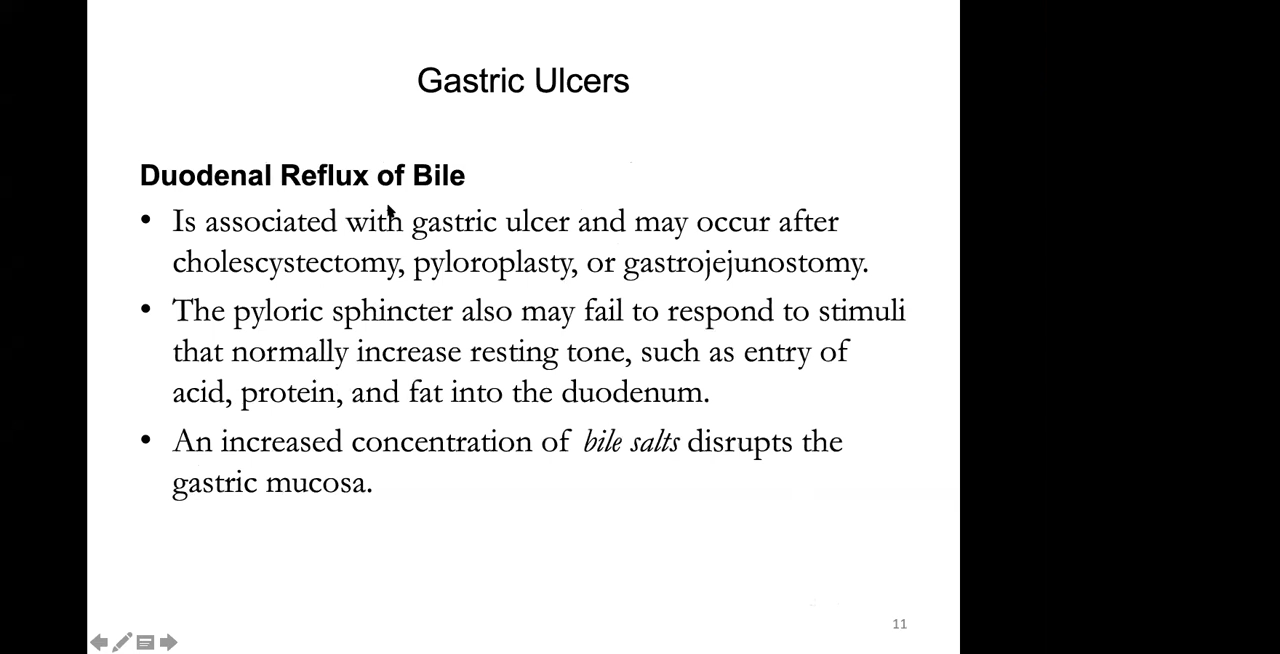 Gastric Ulcers
Duodenal Reflux of Bile
• Is associated with gastric ulcer and may occur after
cholescystectomy, pyloroplasty, or gastrojejunostomy.
• The pyloric sphincter also may fail to respond to stimuli
that normally increase resting tone, such as entry of
acid, protein, and fat into the duodenum.
• An increased concentration of bile salts disrupts the
gastric mucosa.
11